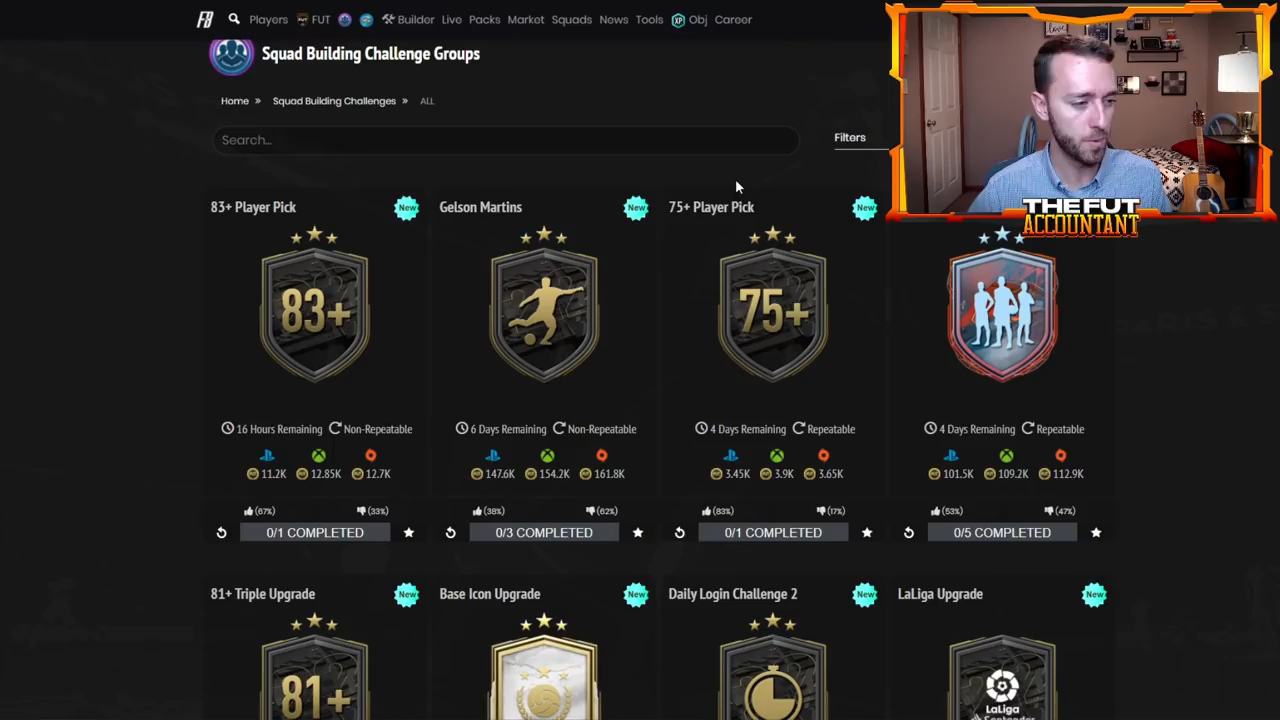 FB Players FUT Builder Live Packs Market Squads News Tools XP Obj Career
Squad Building Challenge Groups
Home » Squad Building Challenges » ALL
Search... Filters
THE FUT
ACCOUNTANT
83+ Player Pick New Gelson Martins New 75+ Player Pick New
83+ 75+
16 Hours Remaining Non-Repeatable 6 Days Remaining Non-Repeatable 4 Days Remaining Repeatable 4 Days Remaining Repeatable
11.2K 12.85K 12.7K 147.6K 154.2K 161.8K 3.45K 3.9K 3.65K 101.5K 109.2K 112.9K
(67%) (33%) (38%) (62%) (83%) (17%) (53%) (47%)
0/1 COMPLETED 0/3 COMPLETED 0/1 COMPLETED 0/5 COMPLETED
81+ Triple Upgrade New Base Icon Upgrade New Daily Login Challenge 2 New LaLiga Upgrade New
81+ LaLiga